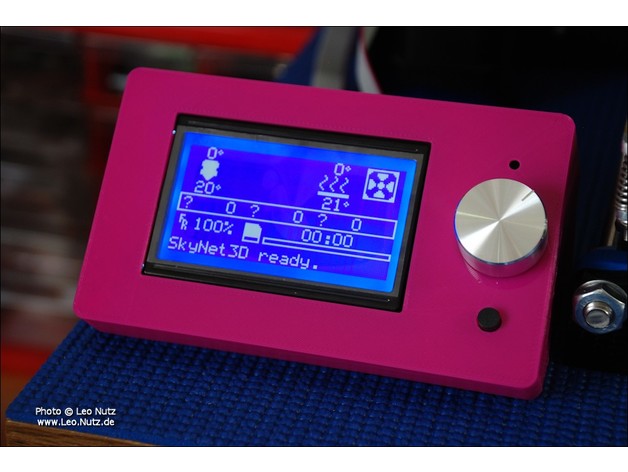 0° 0°
20° 21°
? 0 ? 0 ? 0
FR 100% 00:00
SkyNet3D ready.
Photo © Leo Nutz
www.Leo.Nutz.de